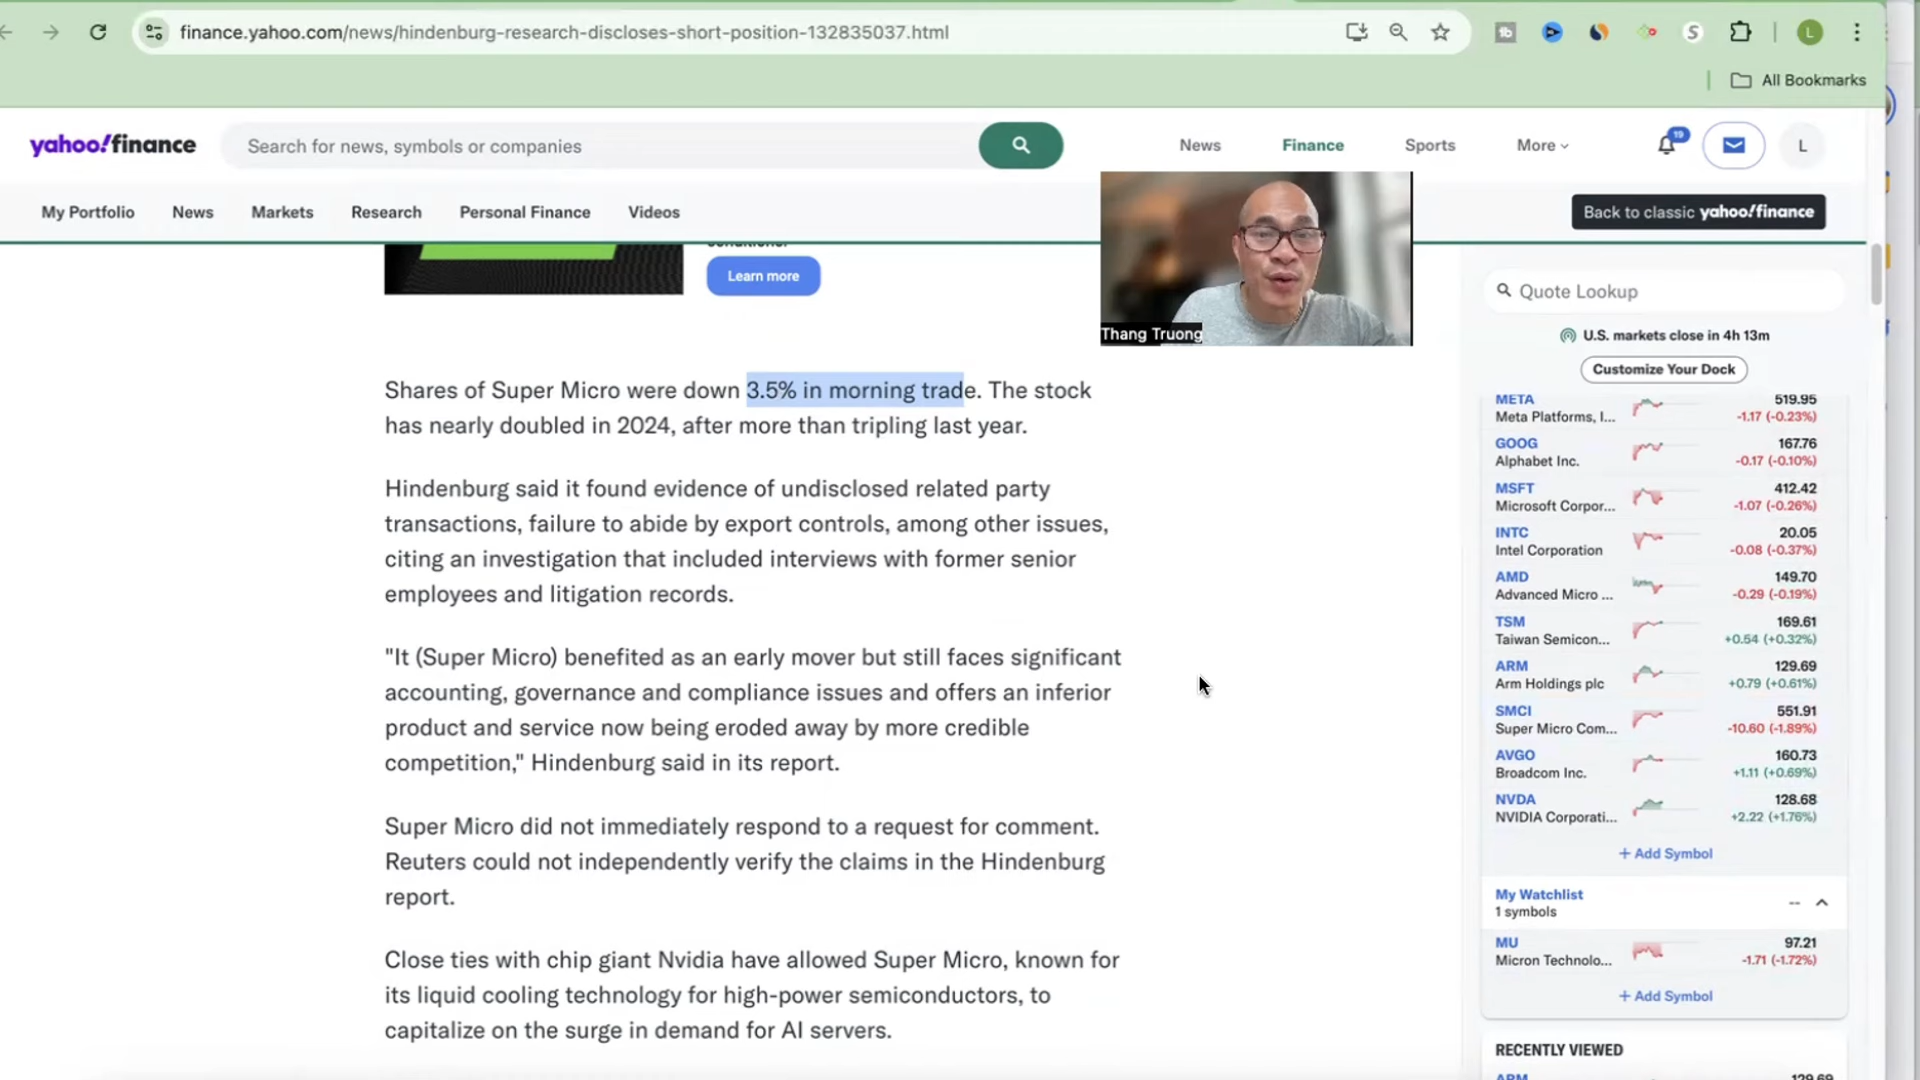 finance.yahoo.com/news/hindenburg-research-discloses-short-position-132835037.html
tb
S
L
All Bookmarks
yahoo!finance
Search for news, symbols or companies
News
Finance
Sports
More
19
L
My Portfolio
News
Markets
Research
Personal Finance
Videos
Back to classic yahoo!finance
conditions.
Learn more
Thang Truong
Quote Lookup
U.S. markets close in 4h 13m
Customize Your Dock
Shares of Super Micro were down 3.5% in morning trade. The stock
has nearly doubled in 2024, after more than tripling last year.
Hindenburg said it found evidence of undisclosed related party
transactions, failure to abide by export controls, among other issues,
citing an investigation that included interviews with former senior
employees and litigation records.
"It (Super Micro) benefited as an early mover but still faces significant
accounting, governance and compliance issues and offers an inferior
product and service now being eroded away by more credible
competition," Hindenburg said in its report.
Super Micro did not immediately respond to a request for comment.
Reuters could not independently verify the claims in the Hindenburg
report.
Close ties with chip giant Nvidia have allowed Super Micro, known for
its liquid cooling technology for high-power semiconductors, to
capitalize on the surge in demand for AI servers.
META 519.95
Meta Platforms, I... -1.17 (-0.23%)
GOOG 167.76
Alphabet Inc. -0.17 (-0.10%)
MSFT 412.42
Microsoft Corpor... -1.07 (-0.26%)
INTC 20.05
Intel Corporation -0.08 (-0.37%)
AMD 149.70
Advanced Micro ... -0.29 (-0.19%)
TSM 169.61
Taiwan Semicon... +0.54 (+0.32%)
ARM 129.69
Arm Holdings plc +0.79 (+0.61%)
SMCI 551.91
Super Micro Com... -10.60 (-1.89%)
AVGO 160.73
Broadcom Inc. +1.11 (+0.69%)
NVDA 128.68
NVIDIA Corporati... +2.22 (+1.76%)
+ Add Symbol
My Watchlist
1 symbols --
MU 97.21
Micron Technolo... -1.71 (-1.72%)
+ Add Symbol
RECENTLY VIEWED
ARM 129.69